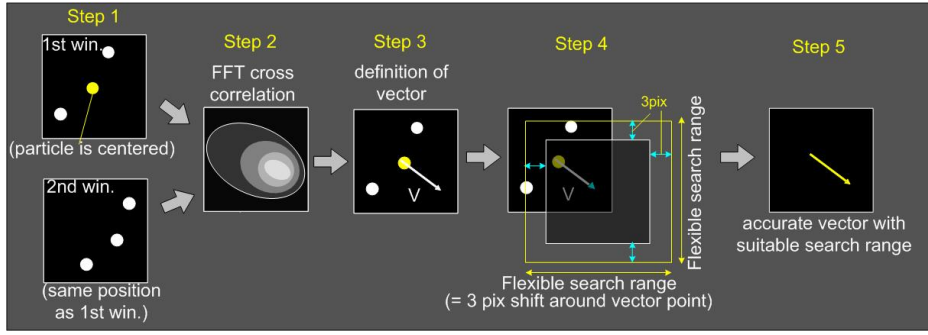 Step 1
1st win.
(particle is centered)
2nd win.
(same position
as 1st win.)
Step 2
FFT cross
correlation
Step 3
definition of
vector
V
Step 4
3pix
V
Flexible search range
Flexible search range
(= 3 pix shift around vector point)
Step 5
accurate vector with
suitable search range